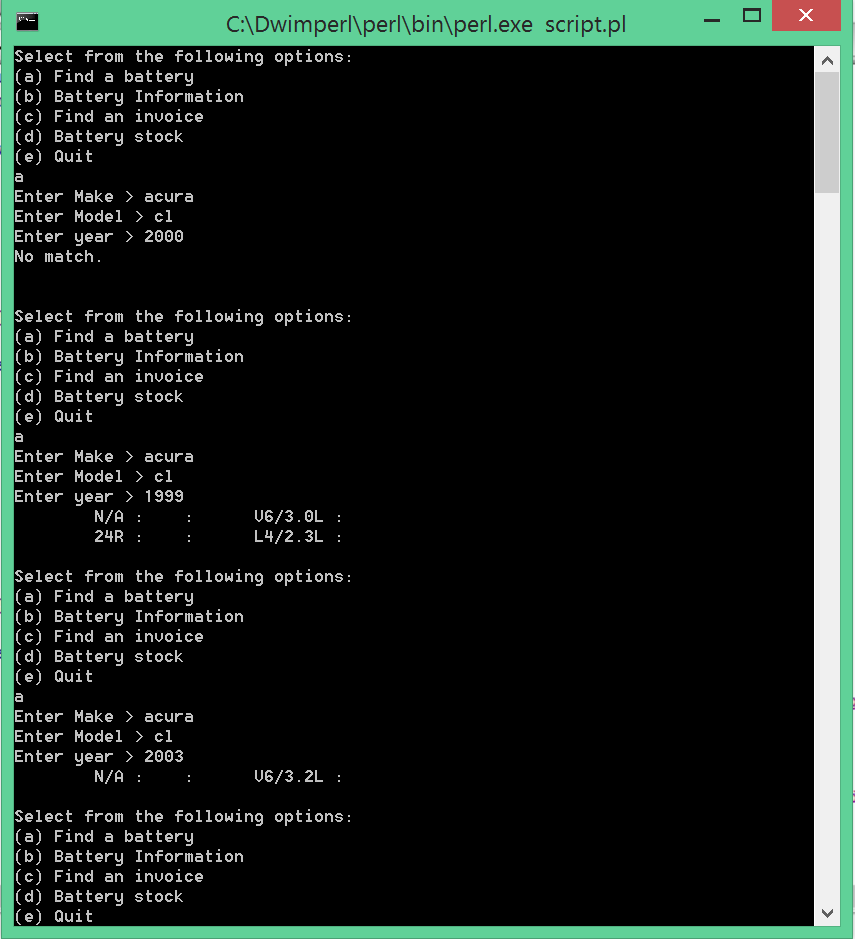 C:\Dwimperl\perl\bin\perl.exe  script.pl
Select from the following options:
(a) Find a battery
(b) Battery Information
(c) Find an invoice
(d) Battery stock
(e) Quit
a
Enter Make > acura
Enter Model > cl
Enter year > 2000
No match.
Select from the following options:
(a) Find a battery
(b) Battery Information
(c) Find an invoice
(d) Battery stock
(e) Quit
a
Enter Make > acura
Enter Model > cl
Enter year > 1999
        N/A :    :      V6/3.0L :
        24R :    :      L4/2.3L :
Select from the following options:
(a) Find a battery
(b) Battery Information
(c) Find an invoice
(d) Battery stock
(e) Quit
a
Enter Make > acura
Enter Model > cl
Enter year > 2003
        N/A :    :      V6/3.2L :
Select from the following options:
(a) Find a battery
(b) Battery Information
(c) Find an invoice
(d) Battery stock
(e) Quit